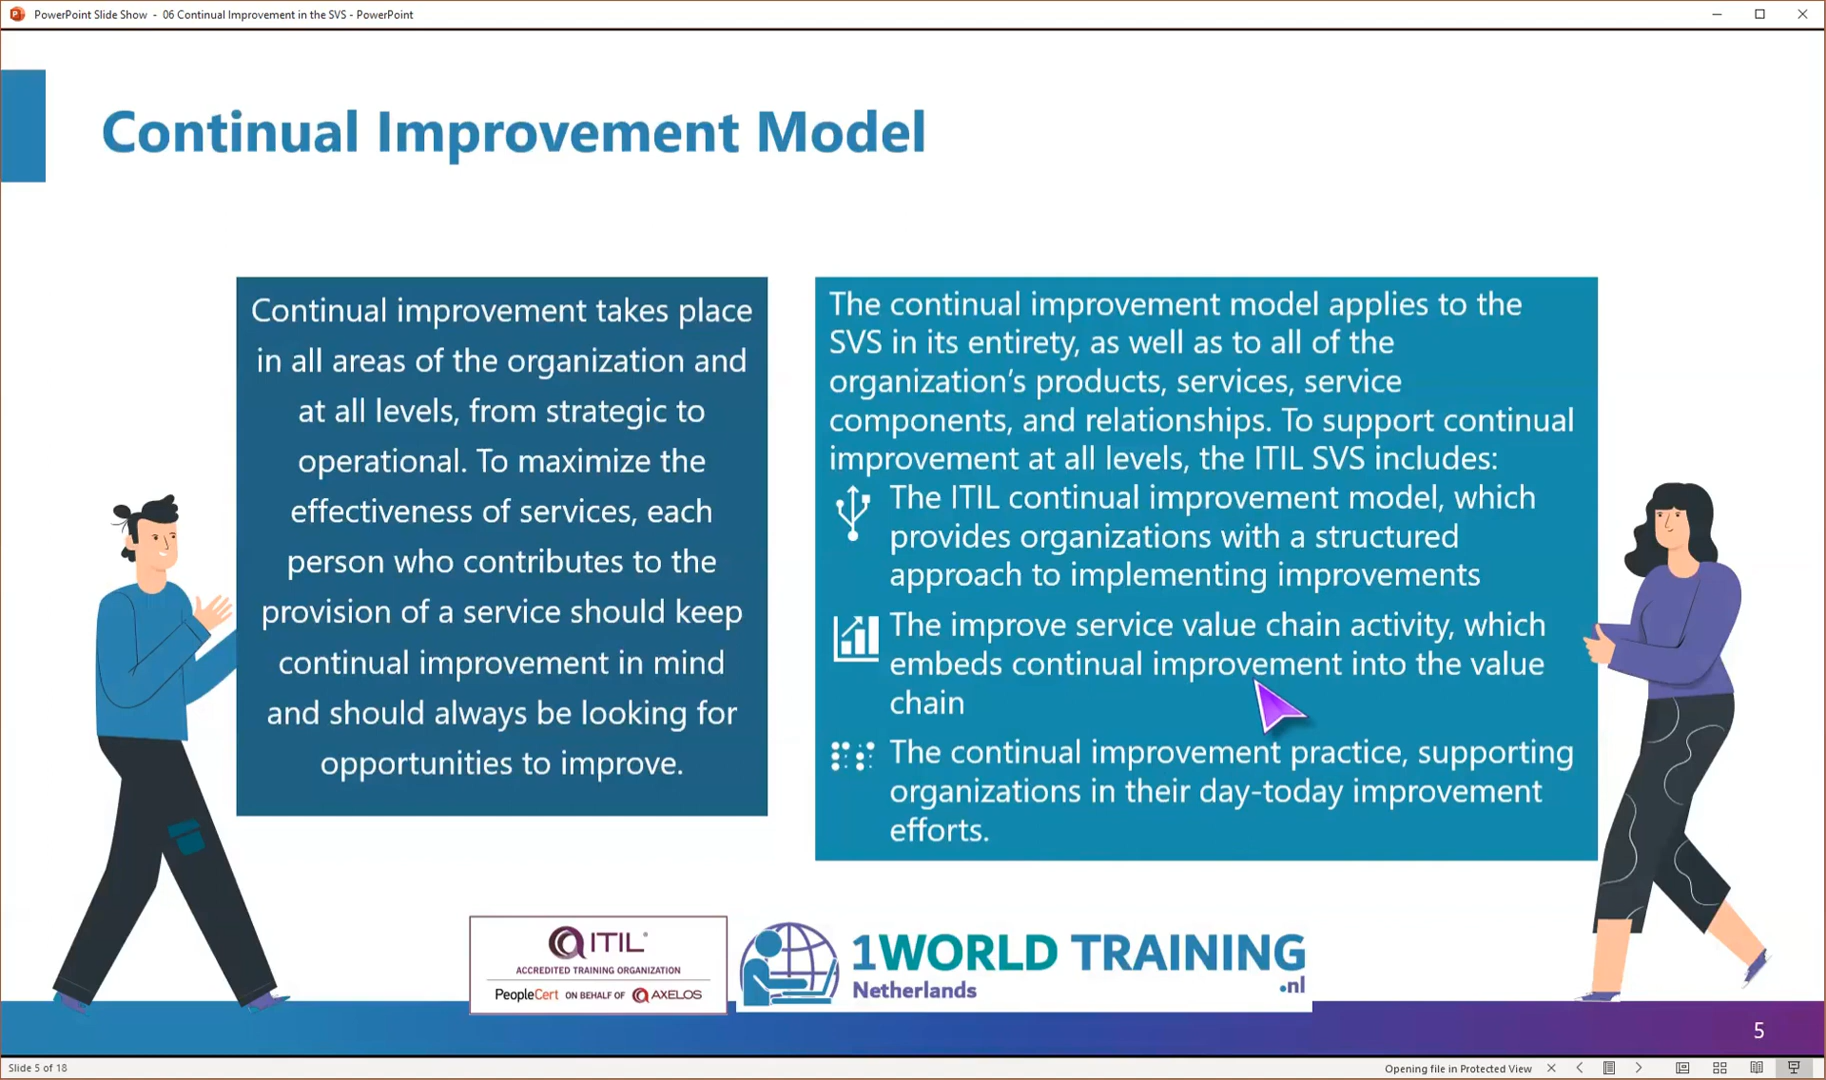 PowerPoint Slide Show - 06 Continual Improvement in the SVS - PowerPoint
Continual Improvement Model
Continual improvement takes place
in all areas of the organization and
at all levels, from strategic to
operational. To maximize the
effectiveness of services, each
person who contributes to the
provision of a service should keep
continual improvement in mind
and should always be looking for
opportunities to improve.
The continual improvement model applies to the
SVS in its entirety, as well as to all of the
organization's products, services, service
components, and relationships. To support continual
improvement at all levels, the ITIL SVS includes:
The ITIL continual improvement model, which
provides organizations with a structured
approach to implementing improvements
The improve service value chain activity, which
embeds continual improvement into the value
chain
The continual improvement practice, supporting
organizations in their day-today improvement
efforts.
ITIL®
ACCREDITED TRAINING ORGANIZATION
PeopleCert ON BEHALF OF AXELOS
1WORLD TRAINING
Netherlands .nl
5
Slide 5 of 18
Opening file in Protected View